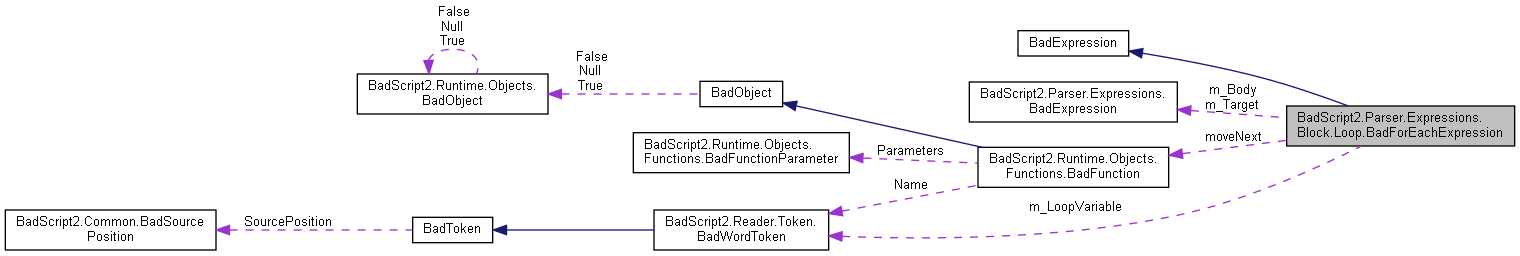 False
Null
True
BadScript2.Runtime.Objects.
BadObject
False
Null
True
BadObject
BadExpression
BadScript2.Parser.Expressions.
BadExpression
m_Body
m_Target
BadScript2.Parser.Expressions.
Block.Loop.BadForEachExpression
moveNext
BadScript2.Runtime.Objects.
Functions.BadFunctionParameter
Parameters
BadScript2.Runtime.Objects.
Functions.BadFunction
Name
m_LoopVariable
BadScript2.Common.BadSource
Position
SourcePosition
BadToken
BadScript2.Reader.Token.
BadWordToken